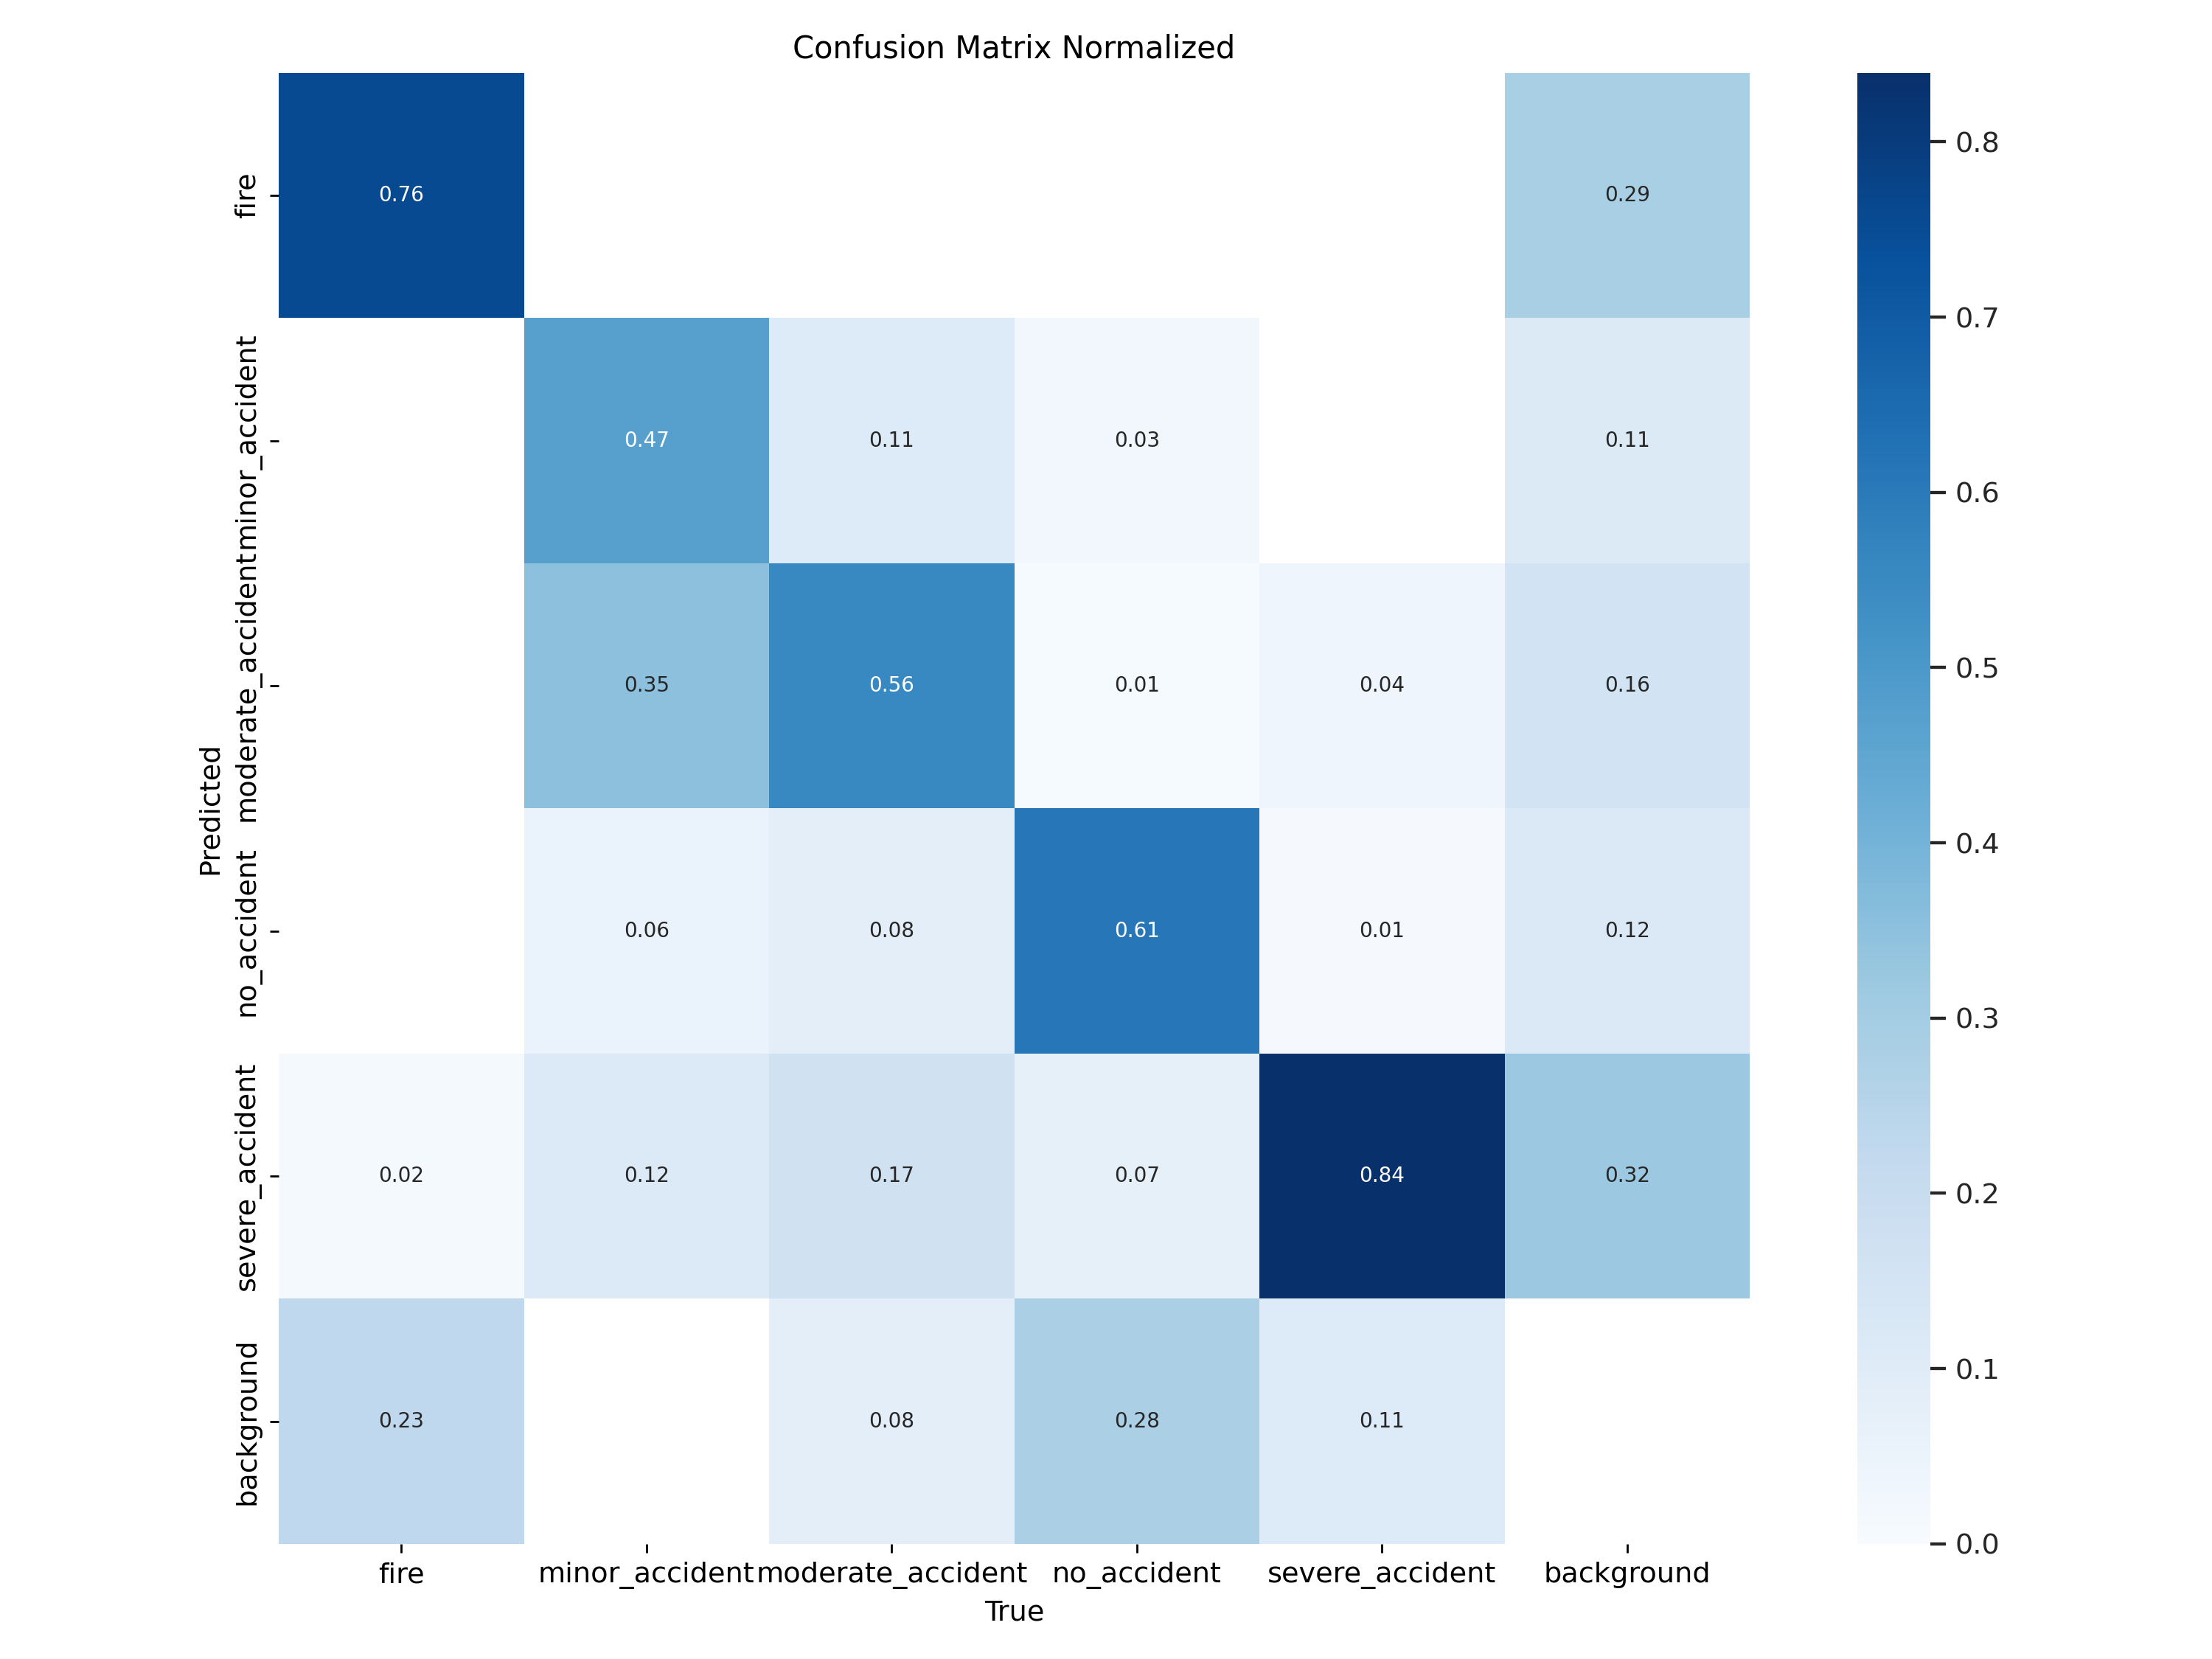 Confusion Matrix Normalized
fire
0.76
0.29
minor_accident
0.47
0.11
0.03
0.11
moderate_accident
0.35
0.56
0.01
0.04
0.16
no_accident
0.06
0.08
0.61
0.01
0.12
severe_accident
0.02
0.12
0.17
0.07
0.84
0.32
background
0.23
0.08
0.28
0.11
Predicted
fire
minor_accident
moderate_accident
no_accident
severe_accident
background
True
0.8
0.7
0.6
0.5
0.4
0.3
0.2
0.1
0.0